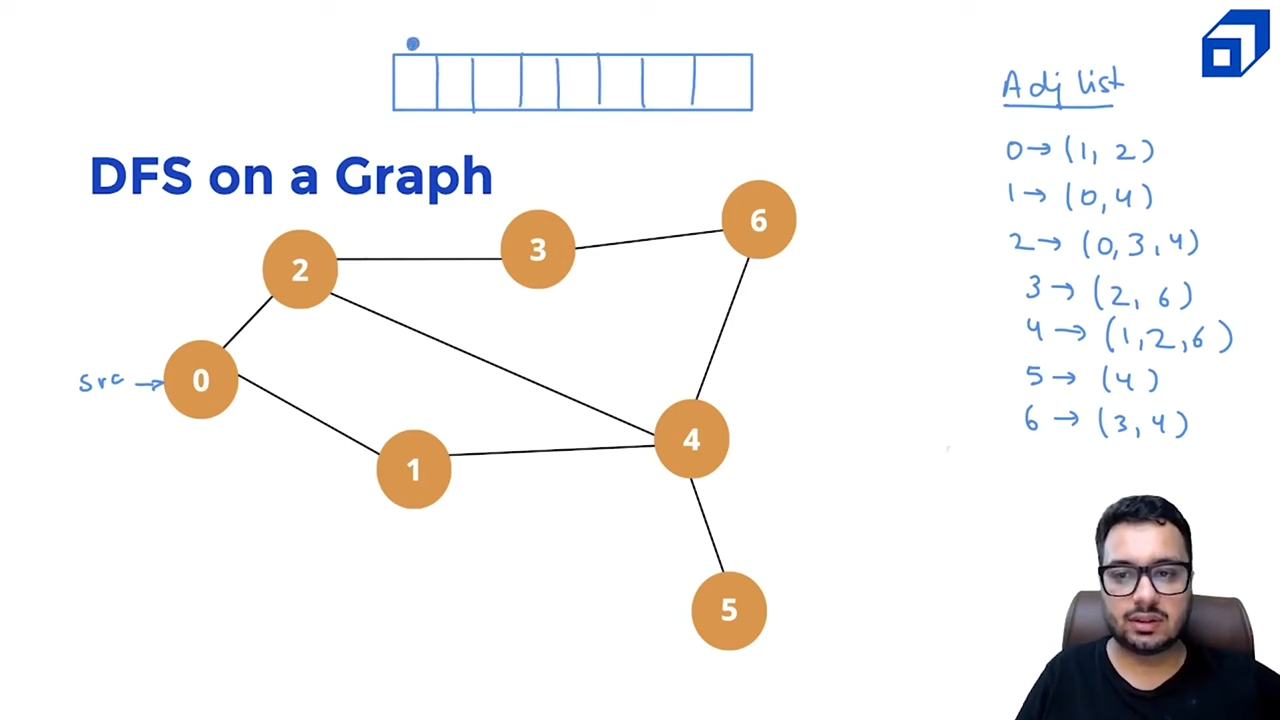 Adj list
DFS on a Graph
0→ (1, 2)
1→ (0,4)
2→ (0,3,4)
3→ (2, 6)
4→ (1,2,6)
5→ (4)
6→ (3,4)
6
3
2
src→ 0
4
1
5